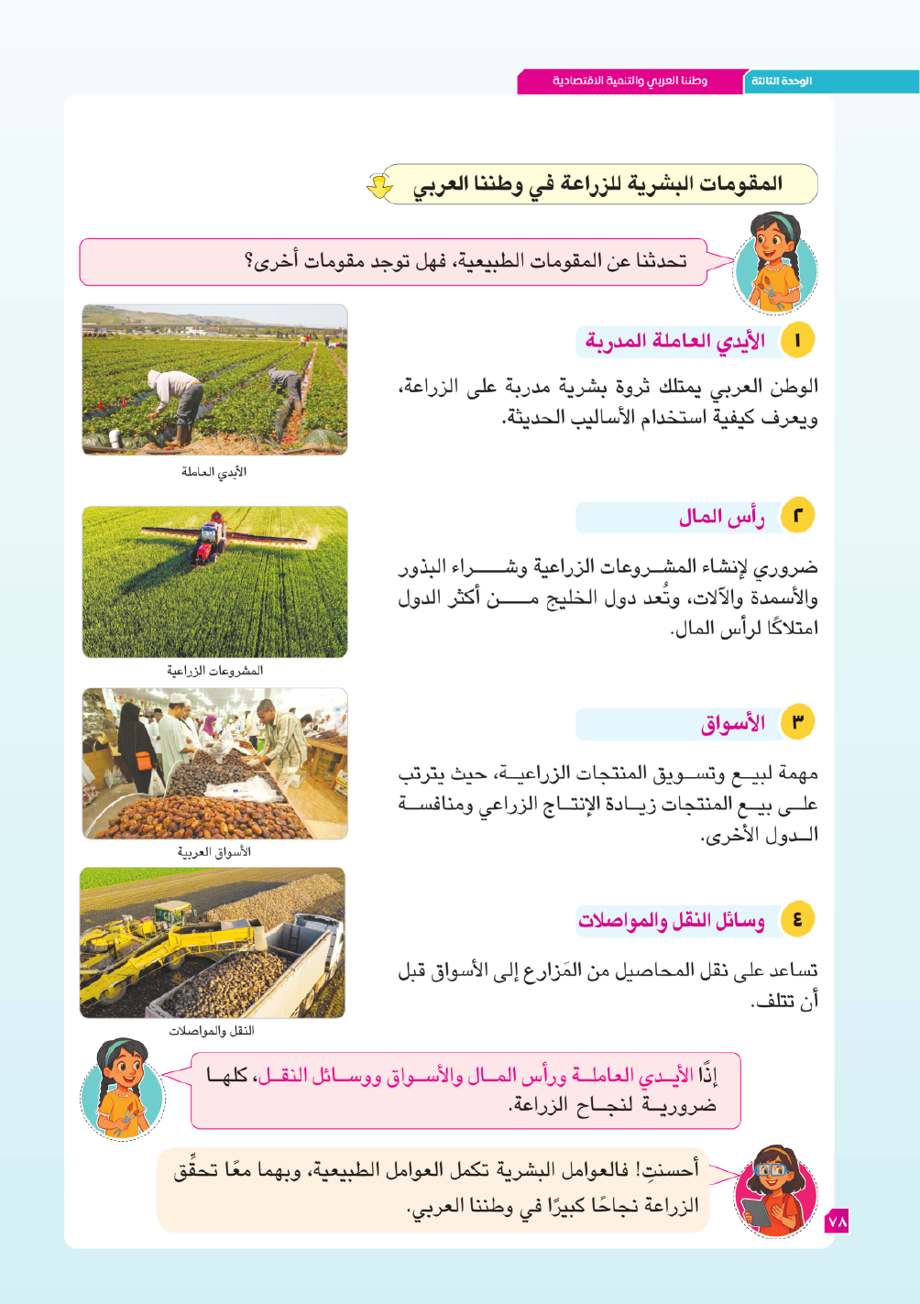 الوحدة الثالثة
وطننا العربي والتنمية الاقتصادية
المقومات البشرية للزراعة في وطننا العربي
تحدثنا عن المقومات الطبيعية، فهل توجد مقومات أخرى؟
١ الأيدي العاملة المدربة
الوطن العربي يمتلك ثروة بشرية مدربة على الزراعة،
ويعرف كيفية استخدام الأساليب الحديثة.
الأيدي العاملة
٢ رأس المال
ضروري لإنشاء المشروعات الزراعية وشراء البذور
والأسمدة والآلات، وتُعد دول الخليج من أكثر الدول
امتلاكًا لرأس المال.
المشروعات الزراعية
٣ الأسواق
مهمة لبيع وتسويق المنتجات الزراعية، حيث يترتب
على بيع المنتجات زيادة الإنتاج الزراعي ومنافسة
الدول الأخرى.
الأسواق العربية
٤ وسائل النقل والمواصلات
تساعد على نقل المحاصيل من المَزارع إلى الأسواق قبل
أن تتلف.
النقل والمواصلات
إذًا الأيدي العاملة ورأس المال والأسواق ووسائل النقل، كلها
ضرورية لنجاح الزراعة.
أحسنتِ! فالعوامل البشرية تكمل العوامل الطبيعية، وبهما معًا تحقِّق
الزراعة نجاحًا كبيرًا في وطننا العربي.
٧٨